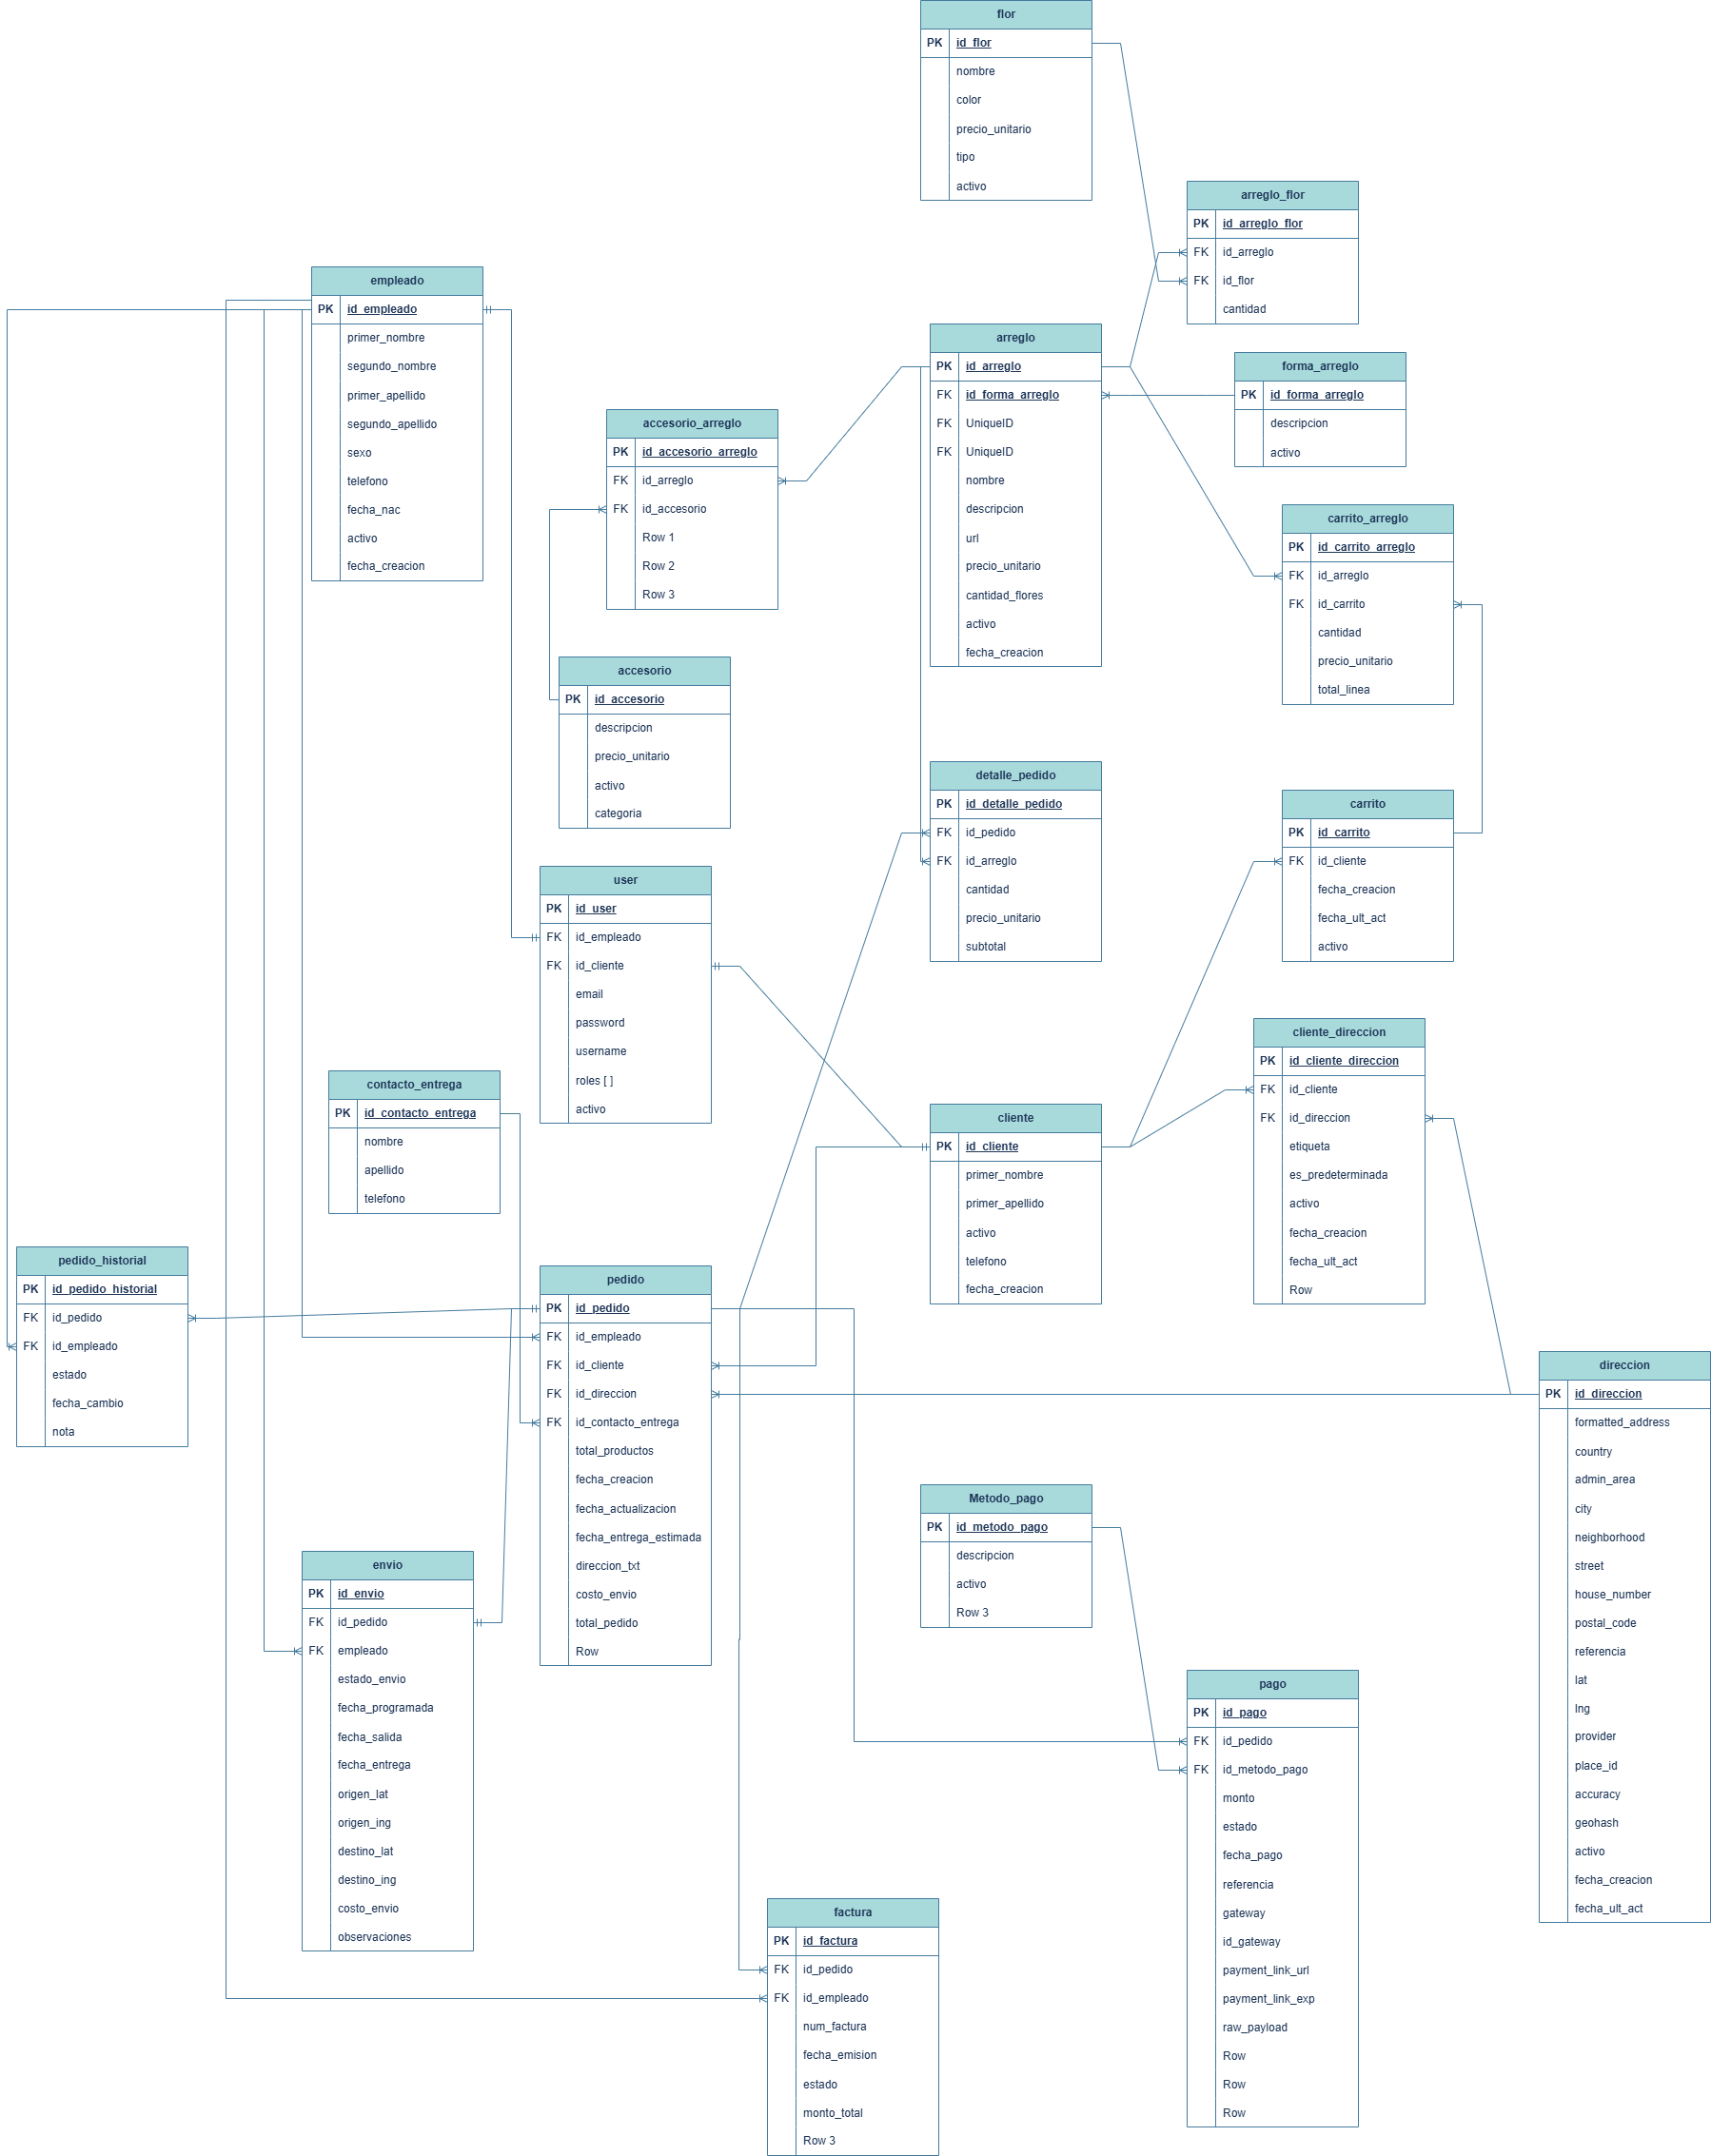 flor
PK id_flor
nombre
color
precio_unitario
tipo
activo
arreglo_flor
PK id_arreglo_flor
FK id_arreglo
FK id_flor
cantidad
empleado
PK id_empleado
primer_nombre
segundo_nombre
primer_apellido
segundo_apellido
sexo
telefono
fecha_nac
activo
fecha_creacion
arreglo
PK id_arreglo
FK id_forma_arreglo
FK UniqueID
FK UniqueID
nombre
descripcion
url
precio_unitario
cantidad_flores
activo
fecha_creacion
forma_arreglo
PK id_forma_arreglo
descripcion
activo
accesorio_arreglo
PK id_accesorio_arreglo
FK id_arreglo
FK id_accesorio
Row 1
Row 2
Row 3
carrito_arreglo
PK id_carrito_arreglo
FK id_arreglo
FK id_carrito
cantidad
precio_unitario
total_linea
accesorio
PK id_accesorio
descripcion
precio_unitario
activo
categoria
detalle_pedido
PK id_detalle_pedido
FK id_pedido
FK id_arreglo
cantidad
precio_unitario
subtotal
carrito
PK id_carrito
FK id_cliente
fecha_creacion
fecha_ult_act
activo
user
PK id_user
FK id_empleado
FK id_cliente
email
password
username
roles [ ]
activo
cliente_direccion
PK id_cliente_direccion
FK id_cliente
FK id_direccion
etiqueta
es_predeterminada
activo
fecha_creacion
fecha_ult_act
Row
contacto_entrega
PK id_contacto_entrega
nombre
apellido
telefono
cliente
PK id_cliente
primer_nombre
primer_apellido
activo
telefono
fecha_creacion
pedido_historial
PK id_pedido_historial
FK id_pedido
FK id_empleado
estado
fecha_cambio
nota
pedido
PK id_pedido
FK id_empleado
FK id_cliente
FK id_direccion
FK id_contacto_entrega
total_productos
fecha_creacion
fecha_actualizacion
fecha_entrega_estimada
direccion_txt
costo_envio
total_pedido
Row
direccion
PK id_direccion
formatted_address
country
admin_area
city
neighborhood
street
house_number
postal_code
referencia
lat
lng
provider
place_id
accuracy
geohash
activo
fecha_creacion
fecha_ult_act
Metodo_pago
PK id_metodo_pago
descripcion
activo
Row 3
envio
PK id_envio
FK id_pedido
FK empleado
estado_envio
fecha_programada
fecha_salida
fecha_entrega
origen_lat
origen_ing
destino_lat
destino_ing
costo_envio
observaciones
pago
PK id_pago
FK id_pedido
FK id_metodo_pago
monto
estado
fecha_pago
referencia
gateway
id_gateway
payment_link_url
payment_link_exp
raw_payload
Row
Row
Row
factura
PK id_factura
FK id_pedido
FK id_empleado
num_factura
fecha_emision
estado
monto_total
Row 3